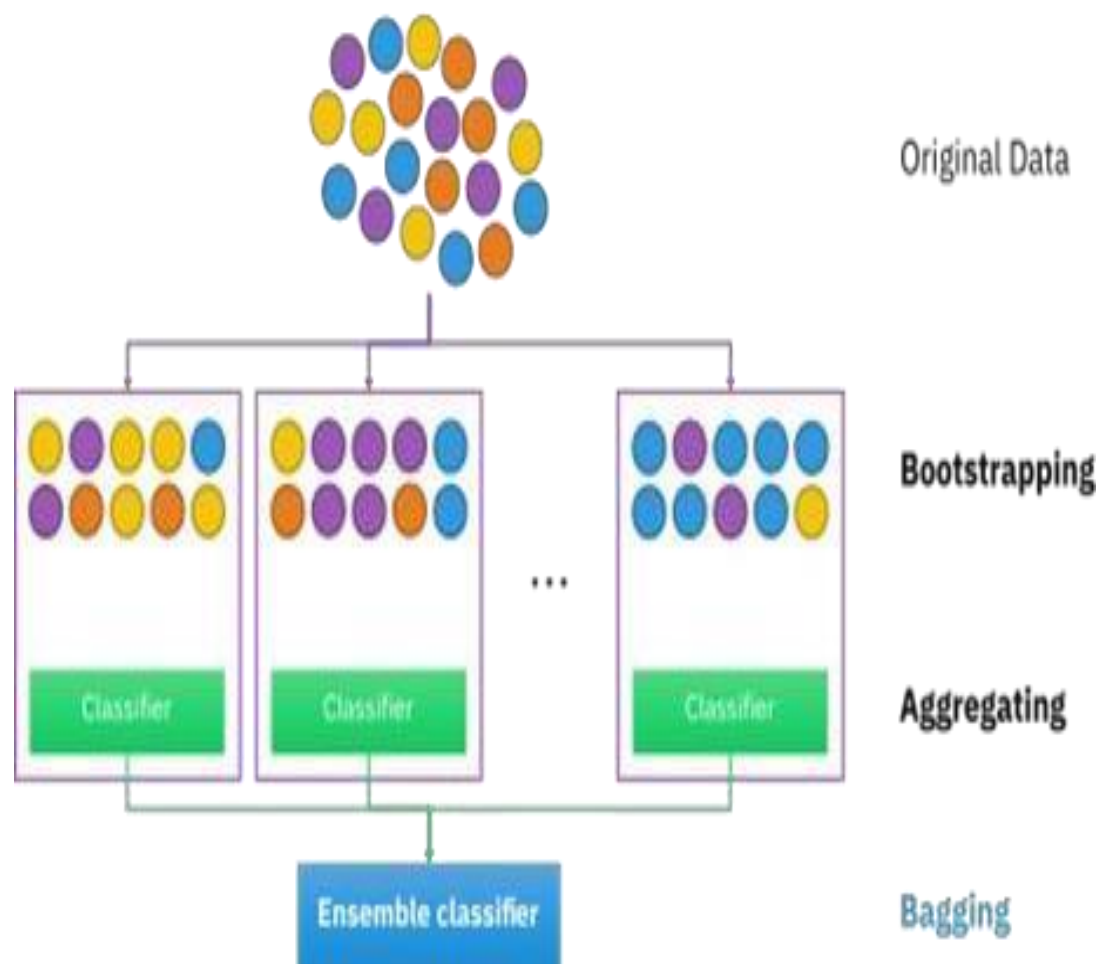 Original Data
Bootstrapping
...
Classifier
Classifier
Classifier
Aggregating
Ensemble classifier
Bagging